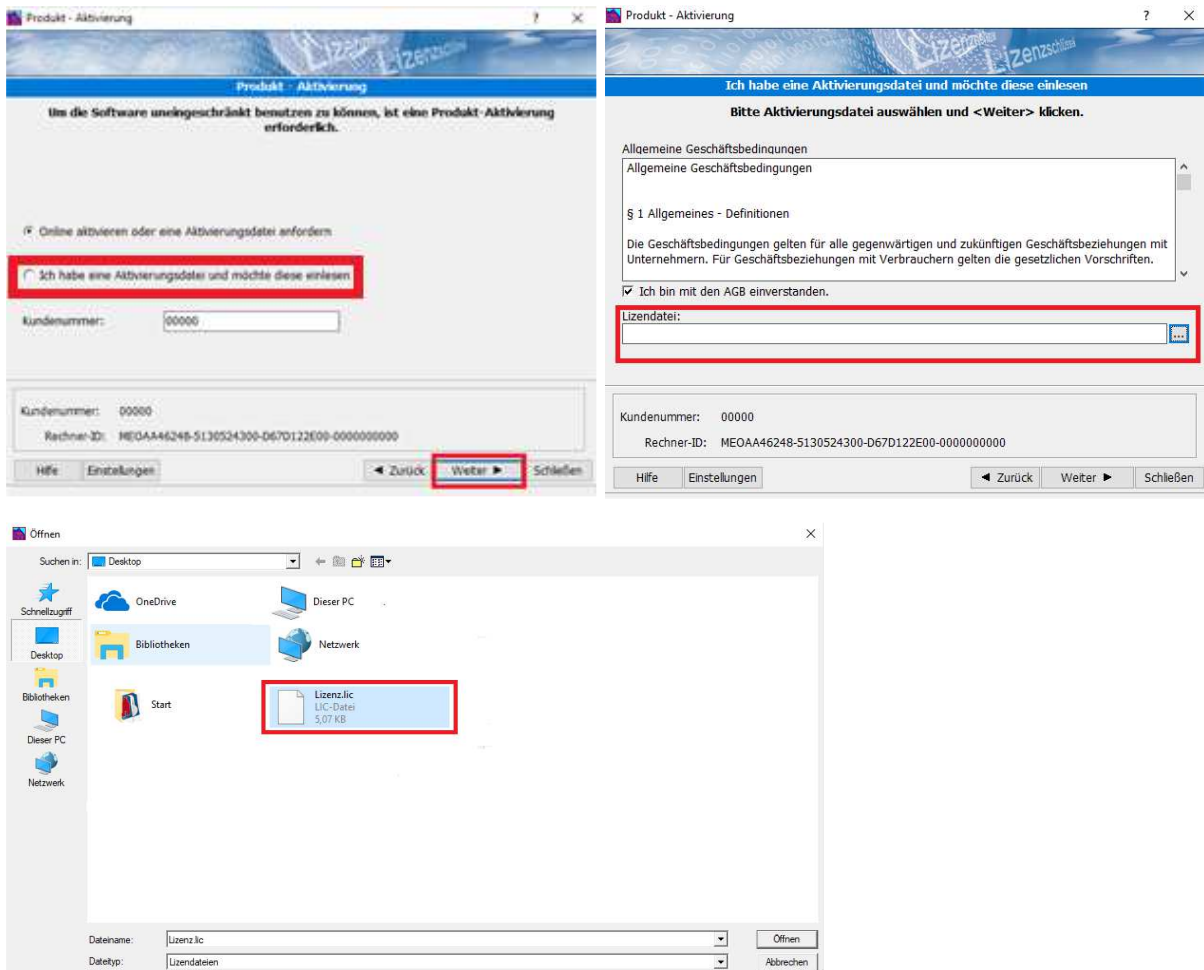 Produkt - Aktivierung
Produkt - Aktivierung
Um die Software uneingeschränkt benutzen zu können, ist eine Produkt-Aktivierung
erforderlich.
Online aktivieren oder eine Aktivierungsdatei anfordern
Ich habe eine Aktivierungsdatei und möchte diese einlesen
Kundenummer: 00000
Kundenummer: 00000
Rechner-ID: MEOAA46248-5130524300-D67D122E00-0000000000
Hilfe Einstellungen ◄ Zurück Weiter ► Schließen
Produkt - Aktivierung
Lizenzschlüssel
Ich habe eine Aktivierungsdatei und möchte diese einlesen
Bitte Aktivierungsdatei auswählen und <Weiter> klicken.
Allgemeine Geschäftsbedingungen
Allgemeine Geschäftsbedingungen
§ 1 Allgemeines - Definitionen
Die Geschäftsbedingungen gelten für alle gegenwärtigen und zukünftigen Geschäftsbeziehungen mit
Unternehmern. Für Geschäftsbeziehungen mit Verbrauchern gelten die gesetzlichen Vorschriften.
Ich bin mit den AGB einverstanden.
Lizendatei:
...
Kundenummer: 00000
Rechner-ID: MEOAA46248-5130524300-D67D122E00-0000000000
Hilfe Einstellungen ◄ Zurück Weiter ► Schließen
Öffnen
Suchen in: Desktop
Schnellzugriff
Desktop
Bibliotheken
Dieser PC
Netzwerk
OneDrive
Dieser PC
Bibliotheken
Netzwerk
Start
Lizenz.lic
LIC-Datei
5,07 KB
Dateiname: Lizenz.lic Öffnen
Dateityp: Lizendateien Abbrechen